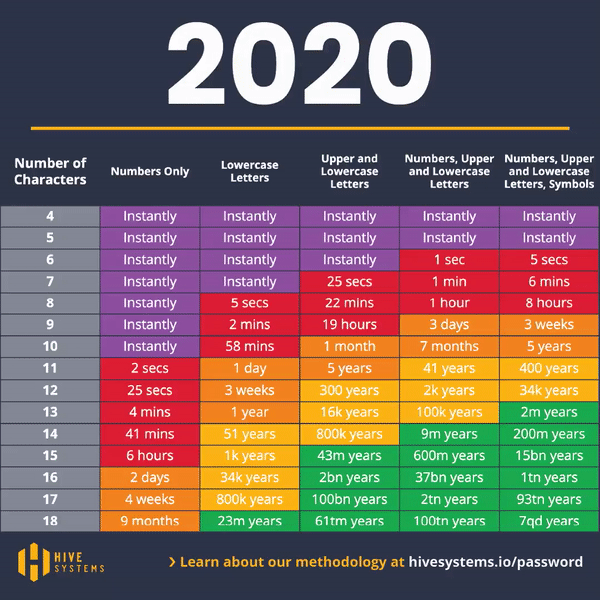 2020
Number of Characters Numbers Only Lowercase Letters Upper and Lowercase Letters Numbers, Upper and Lowercase Letters Numbers, Upper and Lowercase Letters, Symbols
4 Instantly Instantly Instantly Instantly Instantly
5 Instantly Instantly Instantly Instantly Instantly
6 Instantly Instantly Instantly 1 sec 5 secs
7 Instantly Instantly 25 secs 1 min 6 mins
8 Instantly 5 secs 22 mins 1 hour 8 hours
9 Instantly 2 mins 19 hours 3 days 3 weeks
10 Instantly 58 mins 1 month 7 months 5 years
11 2 secs 1 day 5 years 41 years 400 years
12 25 secs 3 weeks 300 years 2k years 34k years
13 4 mins 1 year 16k years 100k years 2m years
14 41 mins 51 years 800k years 9m years 200m years
15 6 hours 1k years 43m years 600m years 15bn years
16 2 days 34k years 2bn years 37bn years 1tn years
17 4 weeks 800k years 100bn years 2tn years 93tn years
18 9 months 23m years 61tm years 100tn years 7qd years
HIVE
SYSTEMS
› Learn about our methodology at hivesystems.io/password